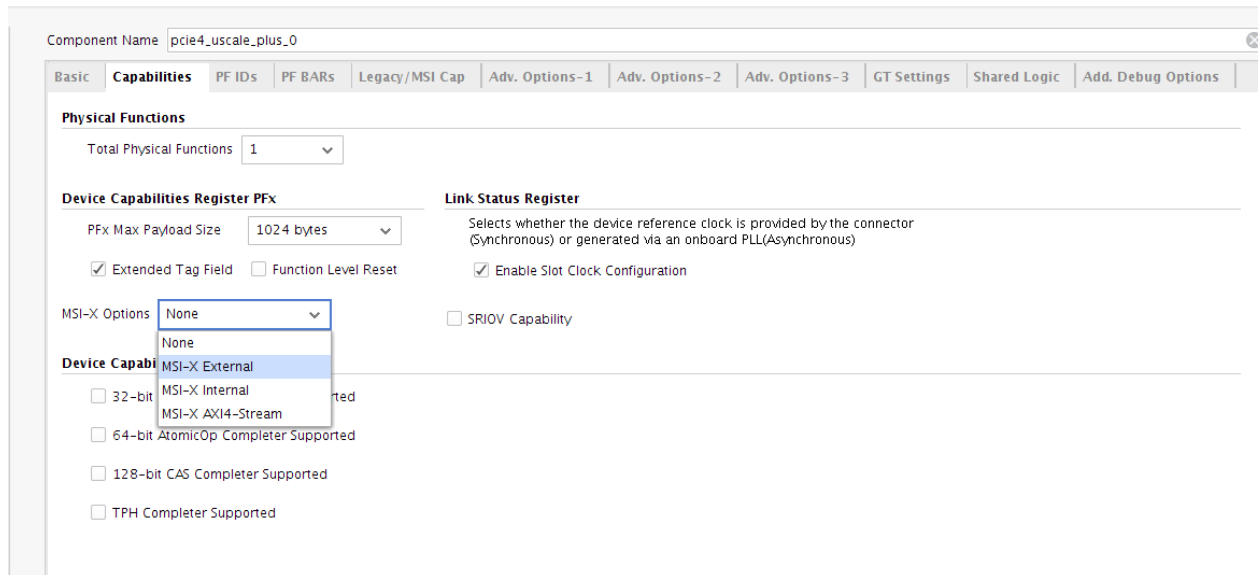 Component Name pcie4_uscale_plus_0
Basic Capabilities PF IDs PF BARs Legacy/MSI Cap Adv. Options-1 Adv. Options-2 Adv. Options-3 GT Settings Shared Logic Add. Debug Options
Physical Functions
Total Physical Functions 1
Device Capabilities Register PFx
PFx Max Payload Size 1024 bytes
Extended Tag Field Function Level Reset
Link Status Register
Selects whether the device reference clock is provided by the connector
(Synchronous) or generated via an onboard PLL(Asynchronous)
Enable Slot Clock Configuration
MSI-X Options None
SRIOV Capability
None
MSI-X External
MSI-X Internal
MSI-X AXI4-Stream
Device Capabi
32-bit rted
64-bit AtomicOp Completer Supported
128-bit CAS Completer Supported
TPH Completer Supported